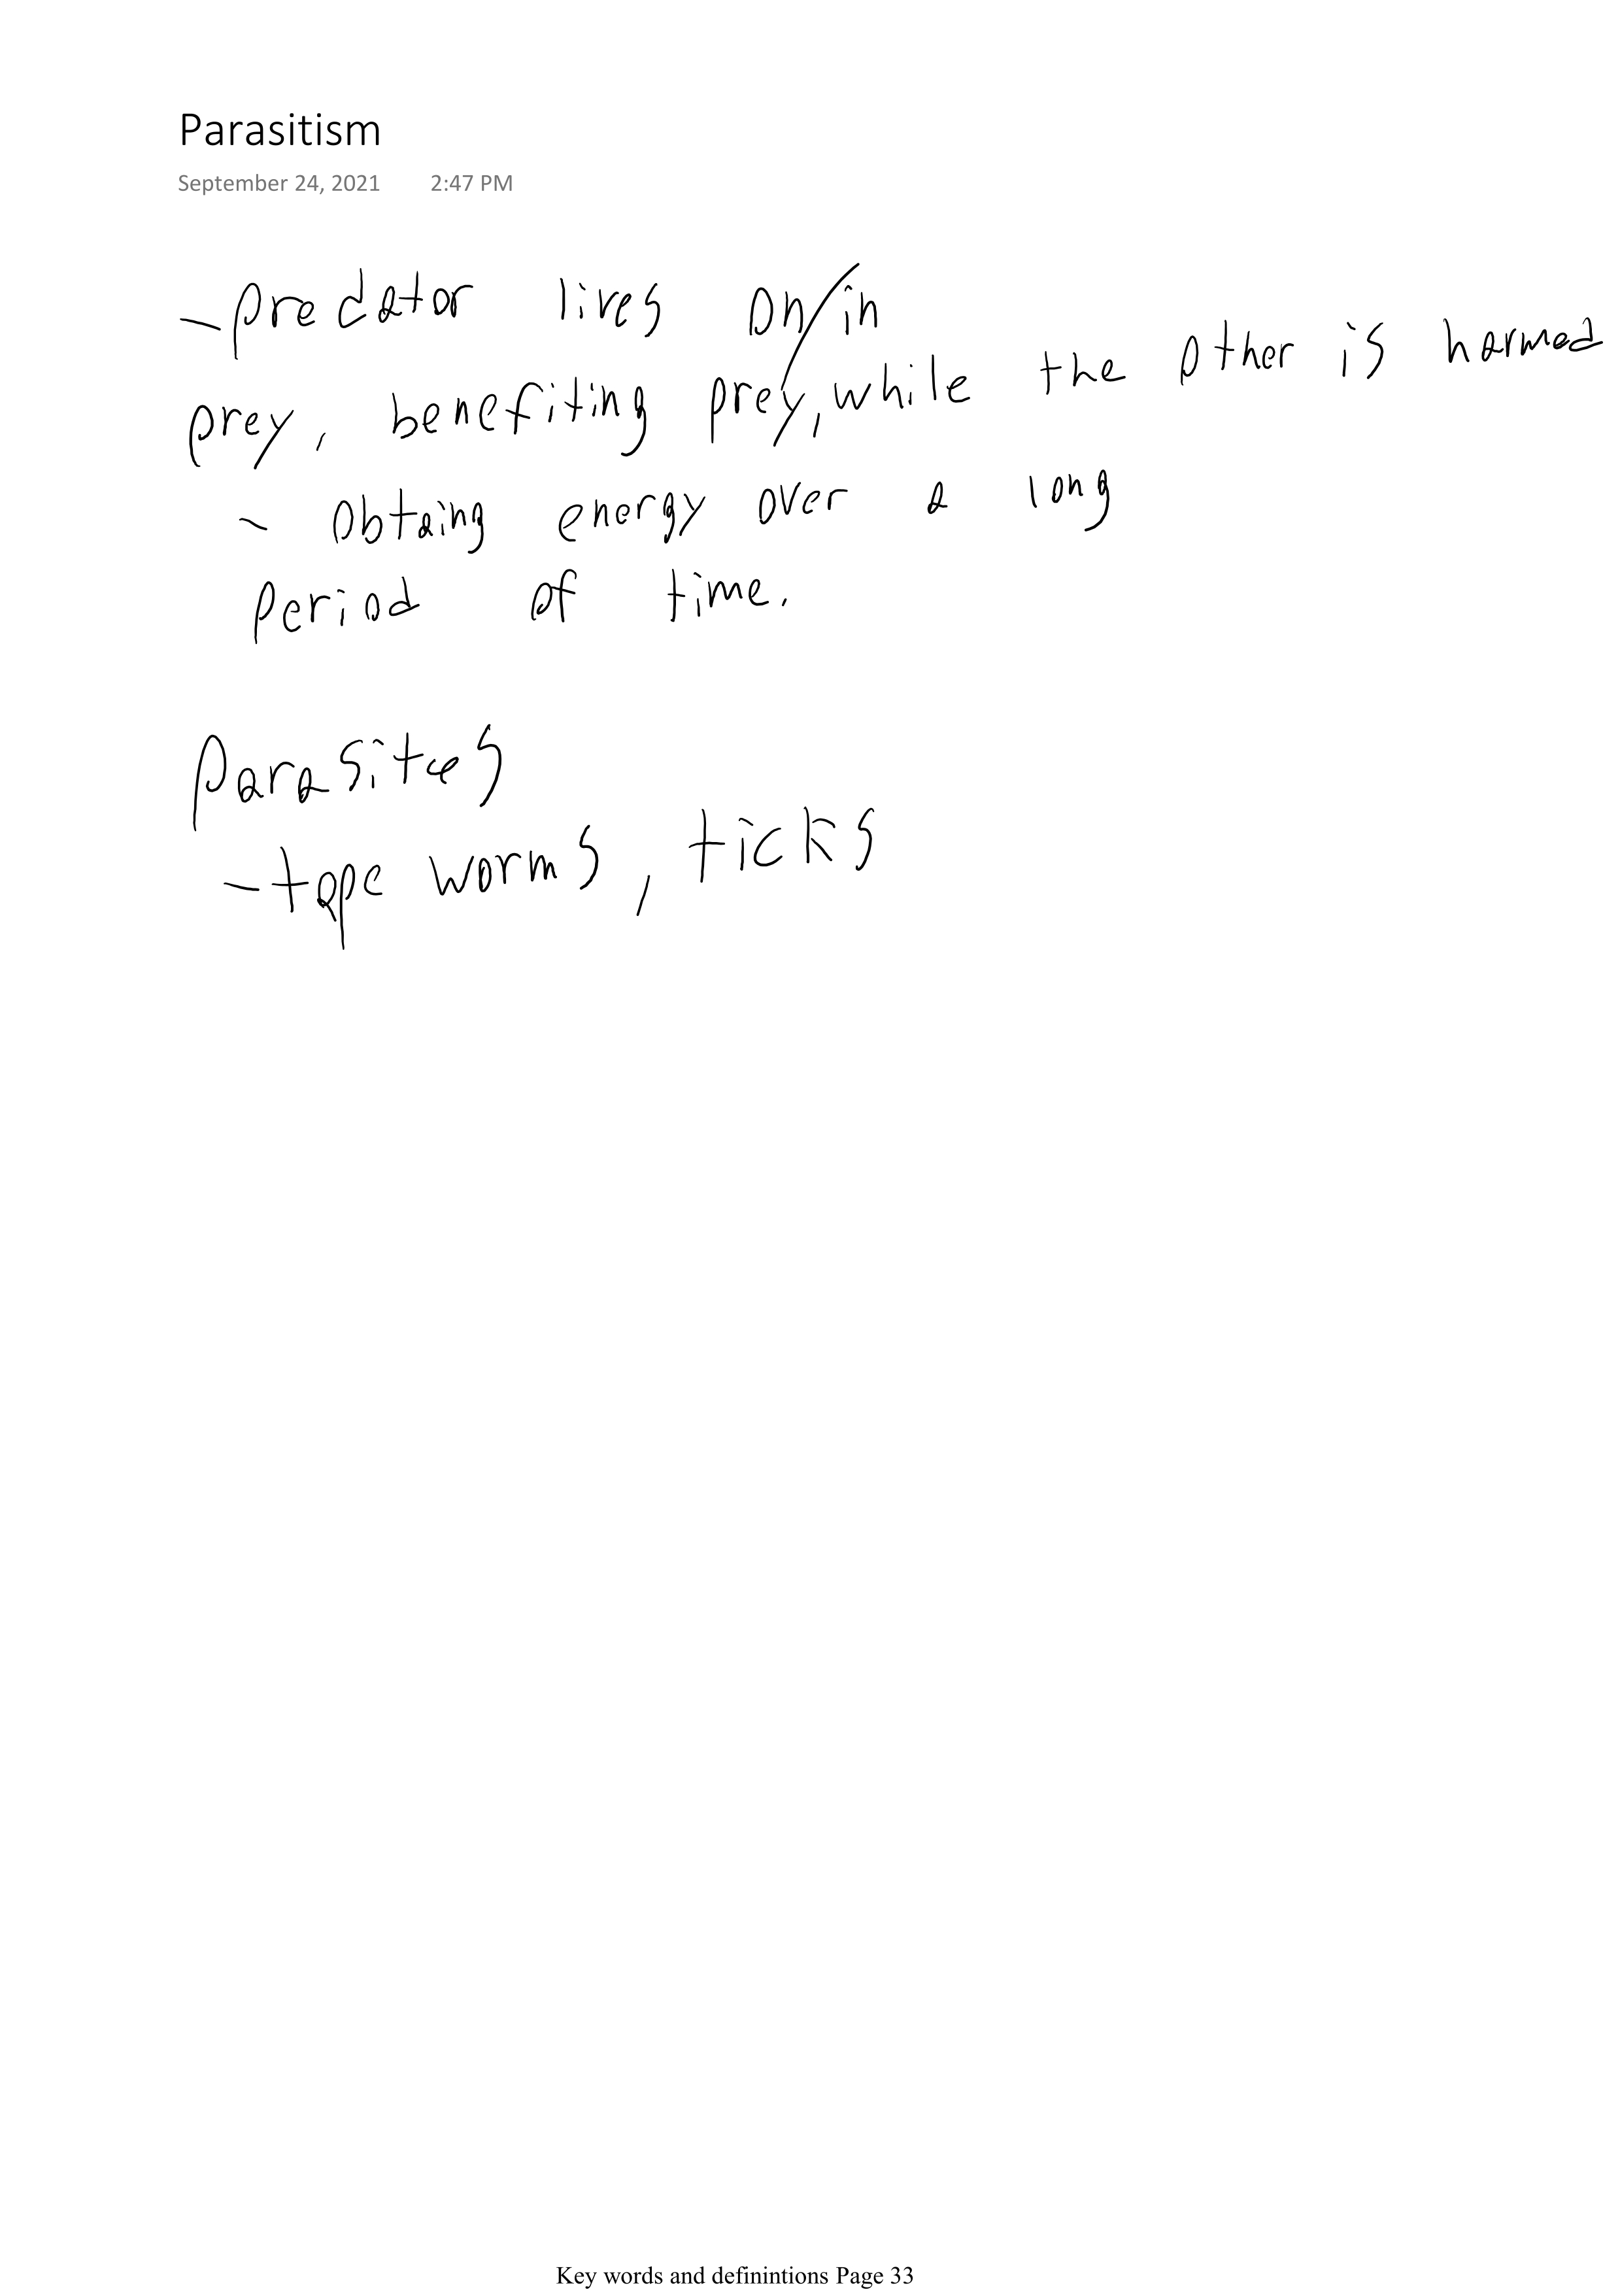 Parasitism
September 24, 2021 2:47 PM
- predator lives on/in
prey, benefiting prey, while the other is harmed
- obtaing energy over a long
period of time.
parasites
- tape worms, ticks
Key words and definintions Page 33